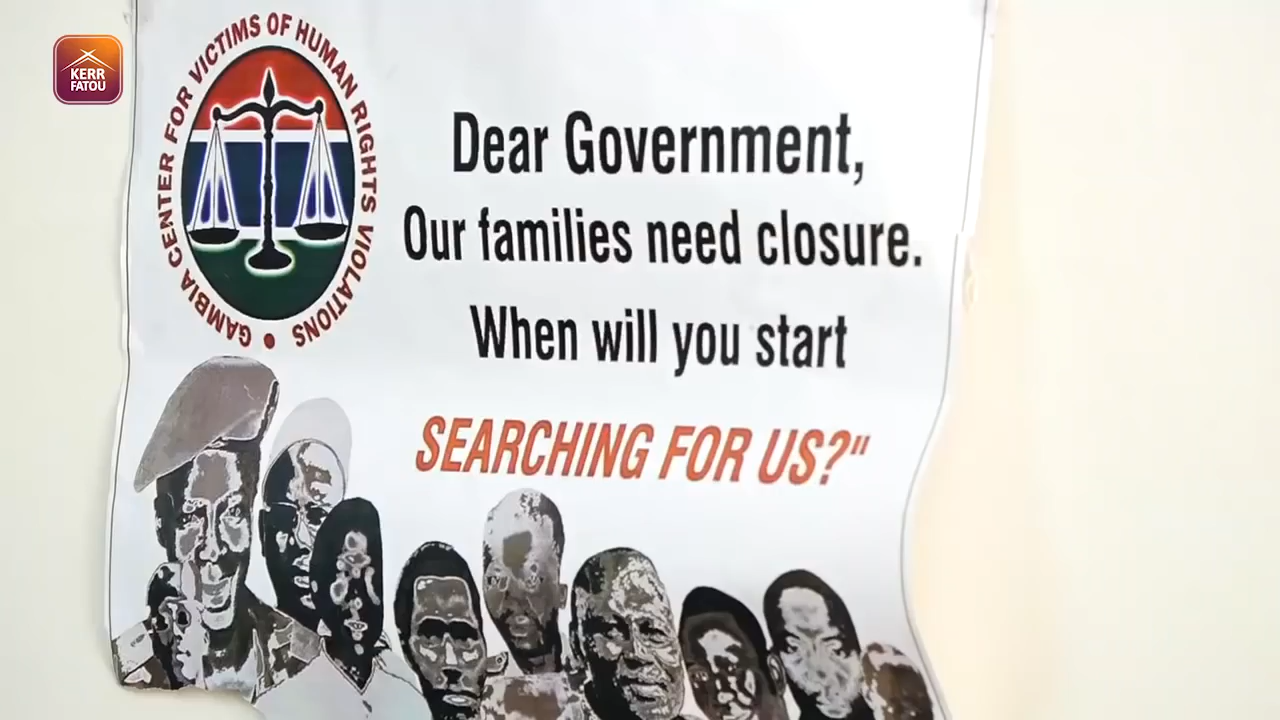 KERR
FATOU
GAMBIA CENTER FOR VICTIMS OF HUMAN RIGHTS VIOLATIONS
Dear Government,
Our families need closure.
When will you start
SEARCHING FOR US?"